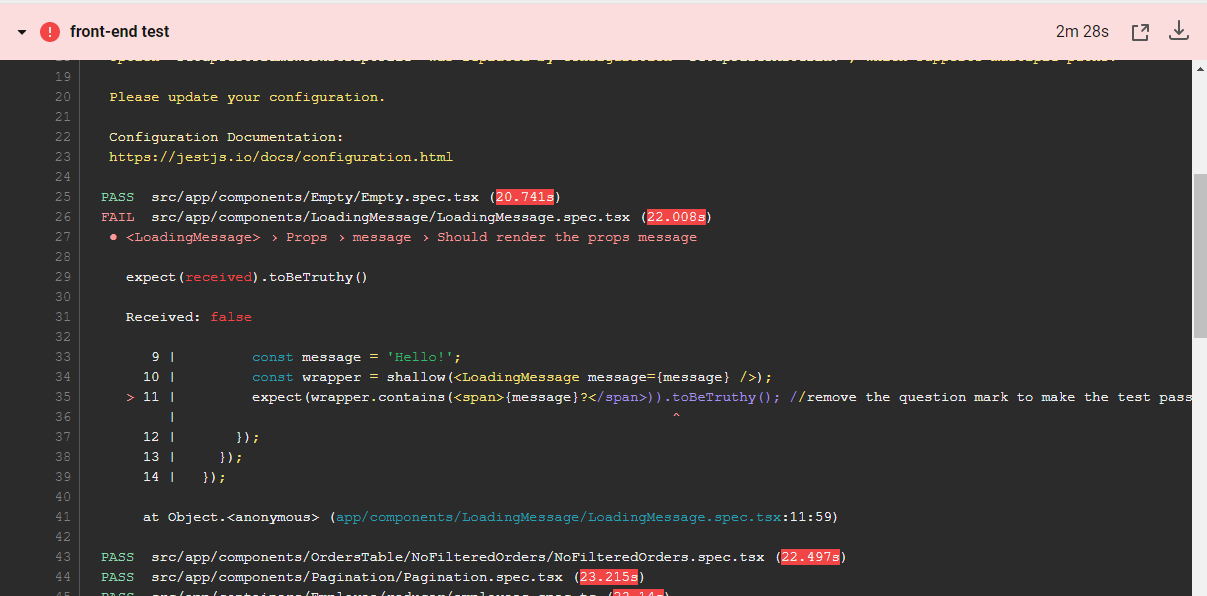 front-end test
2m 28s
19
20 Please update your configuration.
21
22 Configuration Documentation:
23 https://jestjs.io/docs/configuration.html
24
25 PASS src/app/components/Empty/Empty.spec.tsx (20.741s)
26 FAIL src/app/components/LoadingMessage/LoadingMessage.spec.tsx (22.008s)
27 ● <LoadingMessage> › Props › message › Should render the props message
28
29 expect(received).toBeTruthy()
30
31 Received: false
32
33 9 | const message = 'Hello!';
34 10 | const wrapper = shallow(<LoadingMessage message={message} />);
35 > 11 | expect(wrapper.contains(<span>{message}?</span>)).toBeTruthy(); //remove the question mark to make the test pass
36 | ^
37 12 | });
38 13 | });
39 14 | });
40
41 at Object.<anonymous> (app/components/LoadingMessage/LoadingMessage.spec.tsx:11:59)
42
43 PASS src/app/components/OrdersTable/NoFilteredOrders/NoFilteredOrders.spec.tsx (22.497s)
44 PASS src/app/components/Pagination/Pagination.spec.tsx (23.215s)